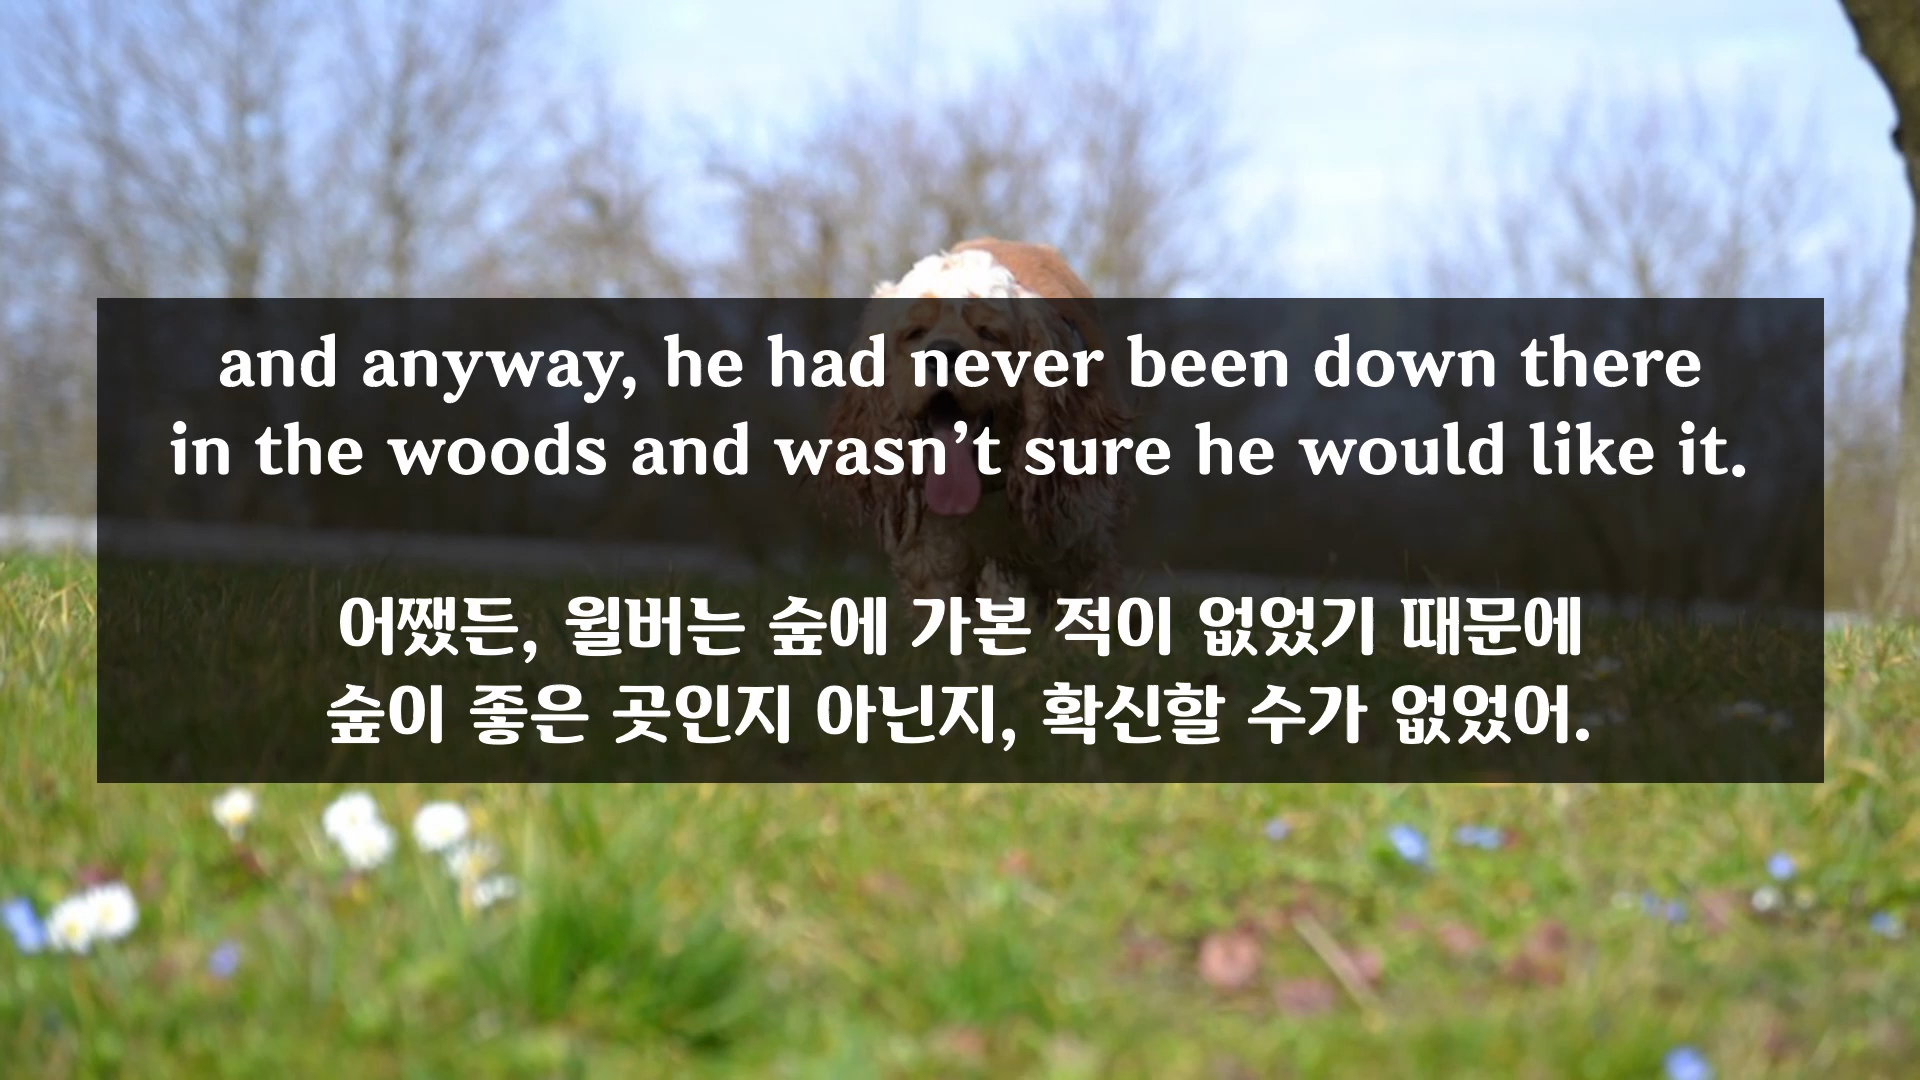 and anyway, he had never been down there
in the woods and wasn’t sure he would like it.
어쨌든, 윌버는 숲에 가본 적이 없었기 때문에
숲이 좋은 곳인지 아닌지, 확신할 수가 없었어.